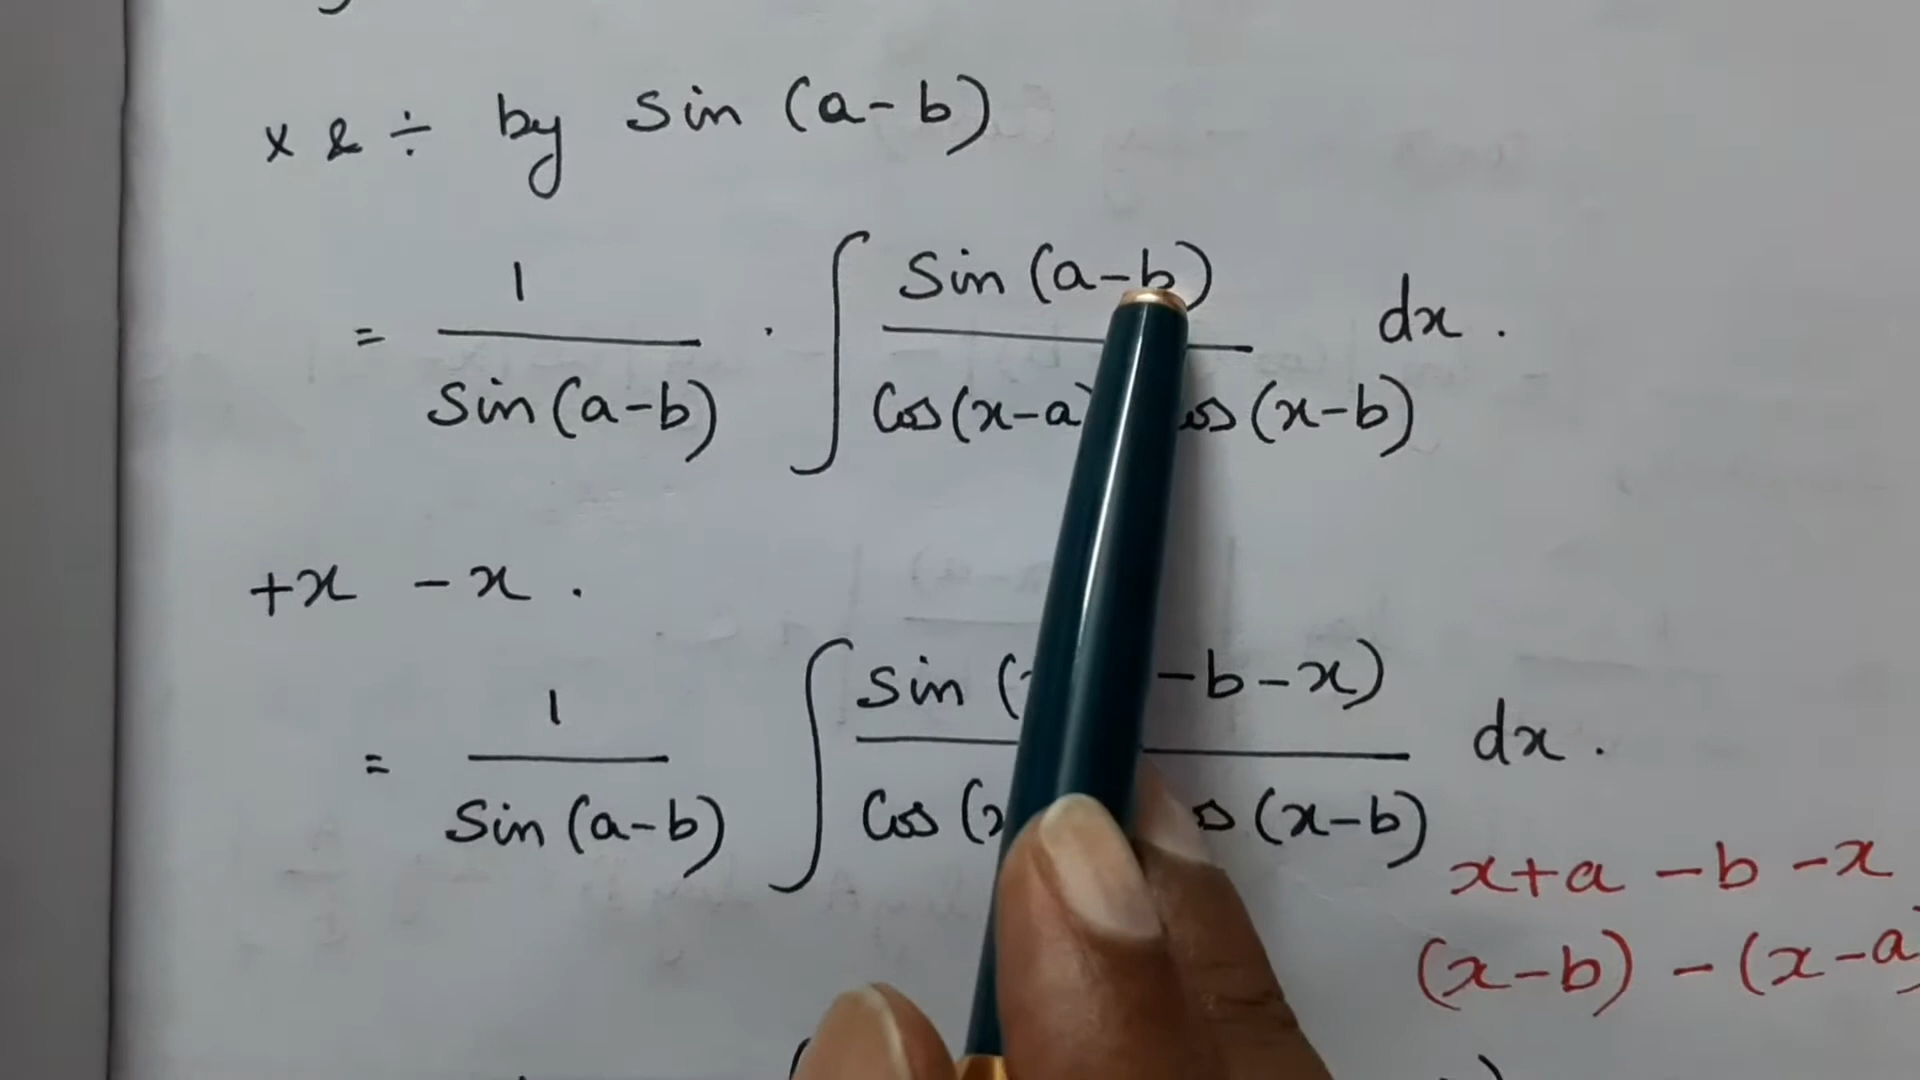 × & ÷ by Sin (a-b)
= 1 / Sin(a-b) . ∫ Sin(a-b) / Cos(x-a) cos(x-b) dx .
+x -x .
= 1 / Sin(a-b) ∫ Sin ( -b-x) / Cos (x (x-b) dx .
x+a -b -x
(x-b) - (x-a)